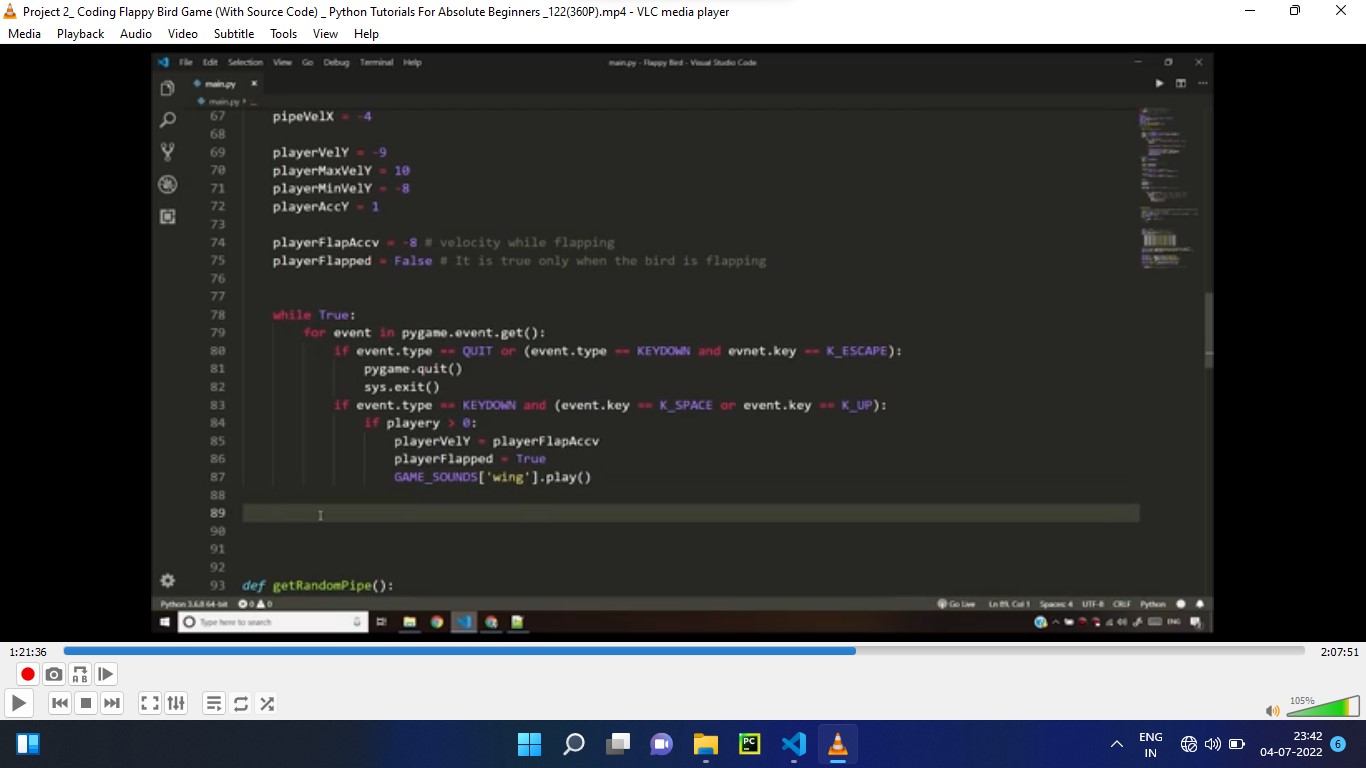 Project 2_ Coding Flappy Bird Game (With Source Code) _ Python Tutorials For Absolute Beginners _122(360P).mp4 - VLC media player
Media Playback Audio Video Subtitle Tools View Help
File Edit Selection View Go Debug Terminal Help main.py - Flappy Bird - Visual Studio Code
main.py
main.py > ...
67 pipeVelX = -4
68
69 playerVelY = -9
70 playerMaxVelY = 10
71 playerMinVelY = -8
72 playerAccY = 1
73
74 playerFlapAccv = -8 # velocity while flapping
75 playerFlapped = False # It is true only when the bird is flapping
76
77
78 while True:
79 for event in pygame.event.get():
80 if event.type == QUIT or (event.type == KEYDOWN and evnet.key == K_ESCAPE):
81 pygame.quit()
82 sys.exit()
83 if event.type == KEYDOWN and (event.key == K_SPACE or event.key == K_UP):
84 if playery > 0:
85 playerVelY = playerFlapAccv
86 playerFlapped = True
87 GAME_SOUNDS['wing'].play()
88
89
90
91
92
93 def getRandomPipe():
Python 3.6.8 64-bit 0 0 Go Live Ln 89, Col 1 Spaces: 4 UTF-8 CRLF Python
Type here to search ENG
1:21:36 2:07:51
A B
105%
PC
ENG
IN
23:42
04-07-2022
6